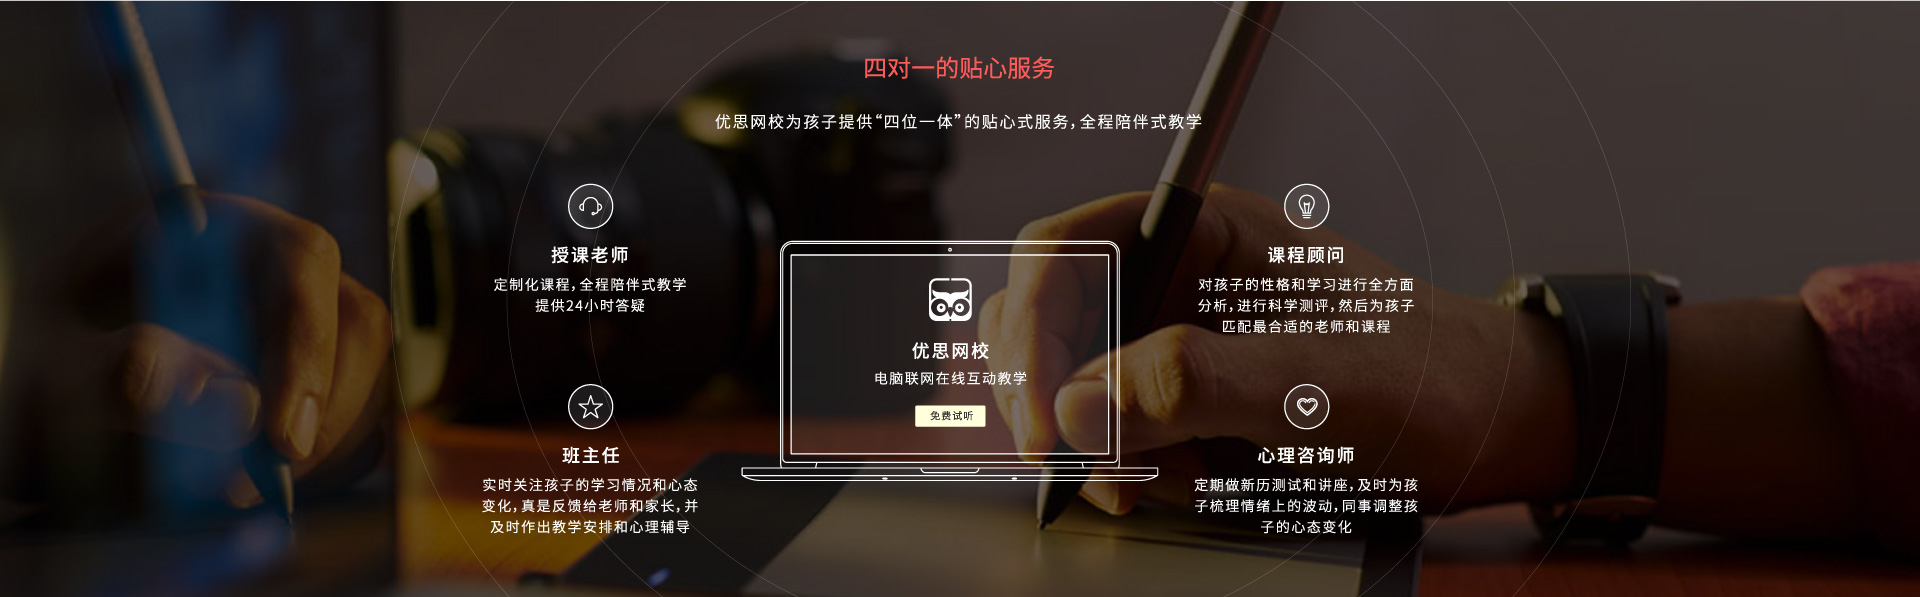 四对一的贴心服务
优思网校为孩子提供“四位一体”的贴心式服务，全程陪伴式教学
授课老师
定制化课程，全程陪伴式教学
提供24小时答疑
课程顾问
对孩子的性格和学习进行全方面
分析，进行科学测评，然后为孩子
匹配最合适的老师和课程
优思网校
电脑联网在线互动教学
免费试听
班主任
实时关注孩子的学习情况和心态
变化，真是反馈给老师和家长，并
及时作出教学安排和心理辅导
心理咨询师
定期做新历测试和讲座，及时为孩
子梳理情绪上的波动，同事调整孩
子的心态变化